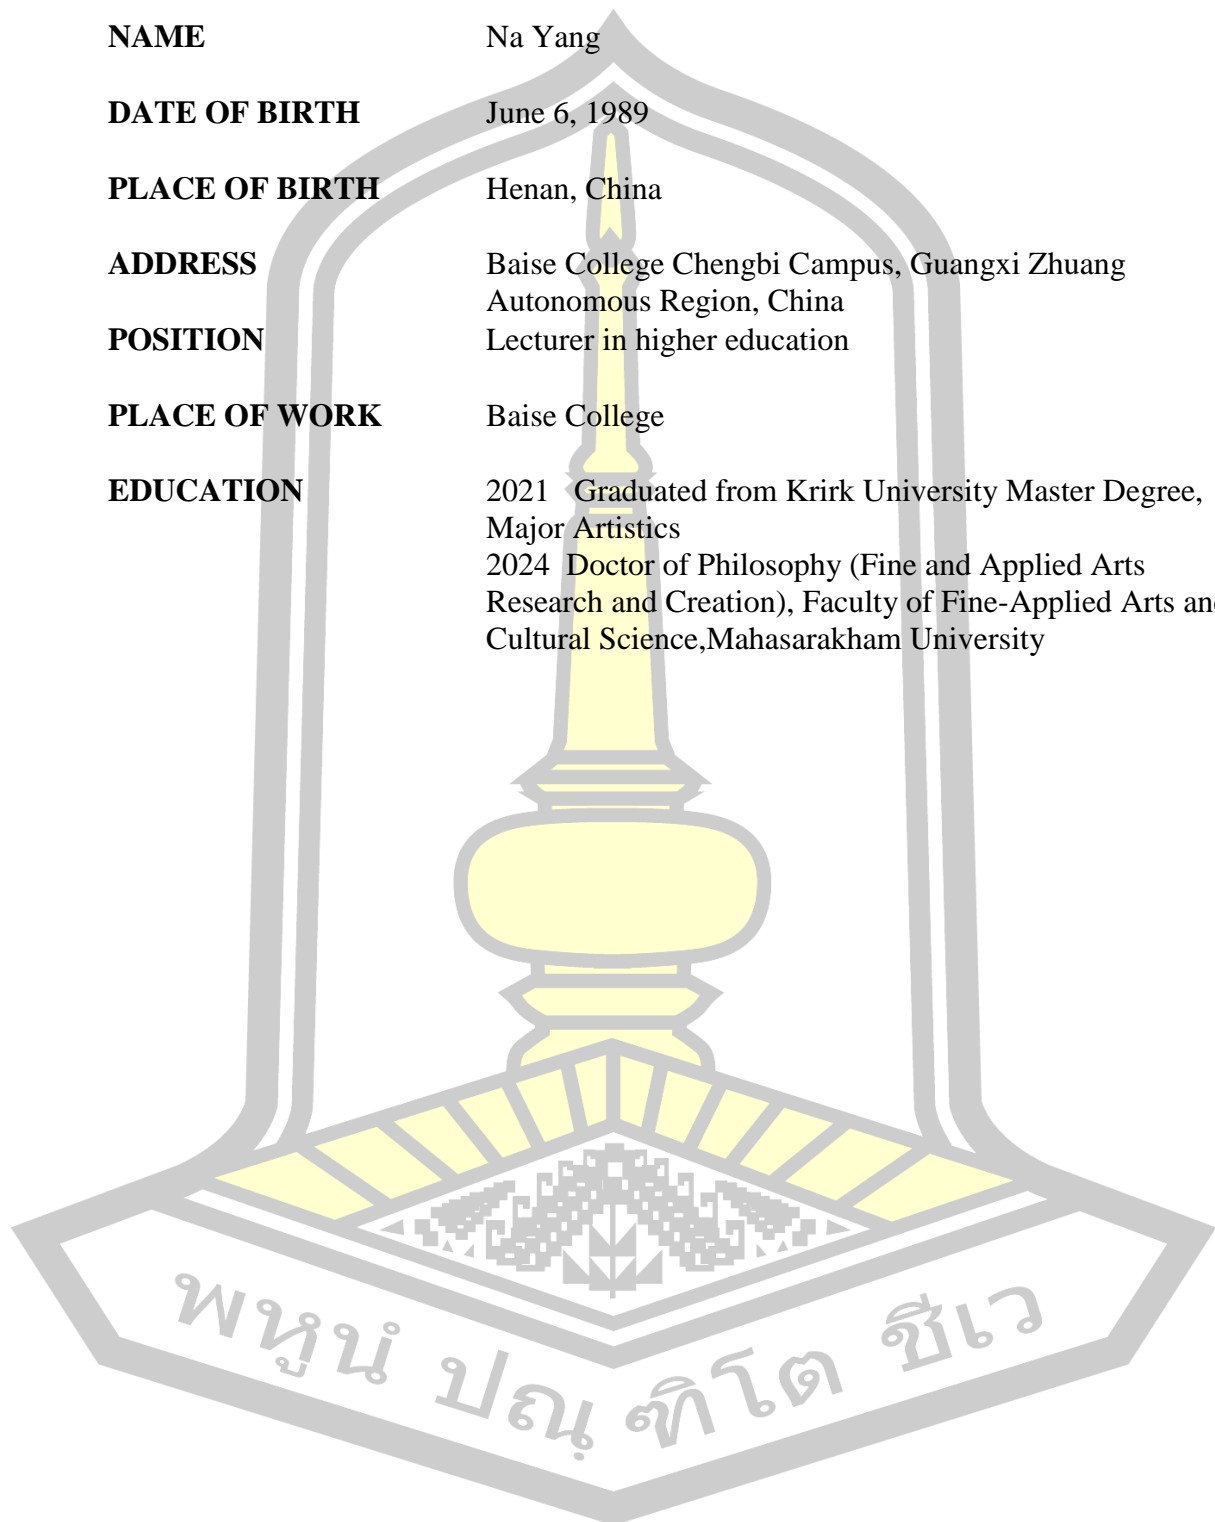 NAME Na Yang
DATE OF BIRTH June 6, 1989
PLACE OF BIRTH Henan, China
ADDRESS Baise College Chengbi Campus, Guangxi Zhuang
Autonomous Region, China
POSITION Lecturer in higher education
PLACE OF WORK Baise College
EDUCATION 2021 Graduated from Krirk University Master Degree,
Major Artistics
2024 Doctor of Philosophy (Fine and Applied Arts
Research and Creation), Faculty of Fine-Applied Arts and
Cultural Science,Mahasarakham University
พหูนํ ปณฺฑิโต ชีเว